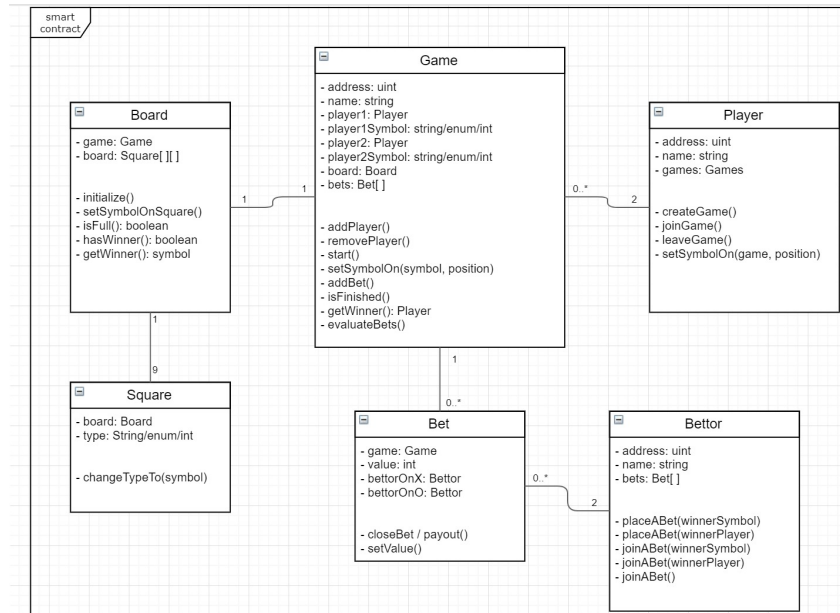 smart
contract
Game
- address: uint
- name: string
- player1: Player
- player1Symbol: string/enum/int
- player2: Player
- player2Symbol: string/enum/int
- board: Board
- bets: Bet[ ]
- addPlayer()
- removePlayer()
- start()
- setSymbolOn(symbol, position)
- addBet()
- isFinished()
- getWinner(): Player
- evaluateBets()
Board
- game: Game
- board: Square[ ][ ]
- initialize()
- setSymbolOnSquare()
- isFull(): boolean
- hasWinner(): boolean
- getWinner(): symbol
1
1
Player
- address: uint
- name: string
- games: Games
- createGame()
- joinGame()
- leaveGame()
- setSymbolOn(game, position)
0..*
2
1
9
Square
- board: Board
- type: String/enum/int
- changeTypeTo(symbol)
1
0..*
Bet
- game: Game
- value: int
- bettorOnX: Bettor
- bettorOnO: Bettor
- closeBet / payout()
- setValue()
0..*
2
Bettor
- address: uint
- name: string
- bets: Bet[ ]
- placeABet(winnerSymbol)
- placeABet(winnerPlayer)
- joinABet(winnerSymbol)
- joinABet(winnerPlayer)
- joinABet()